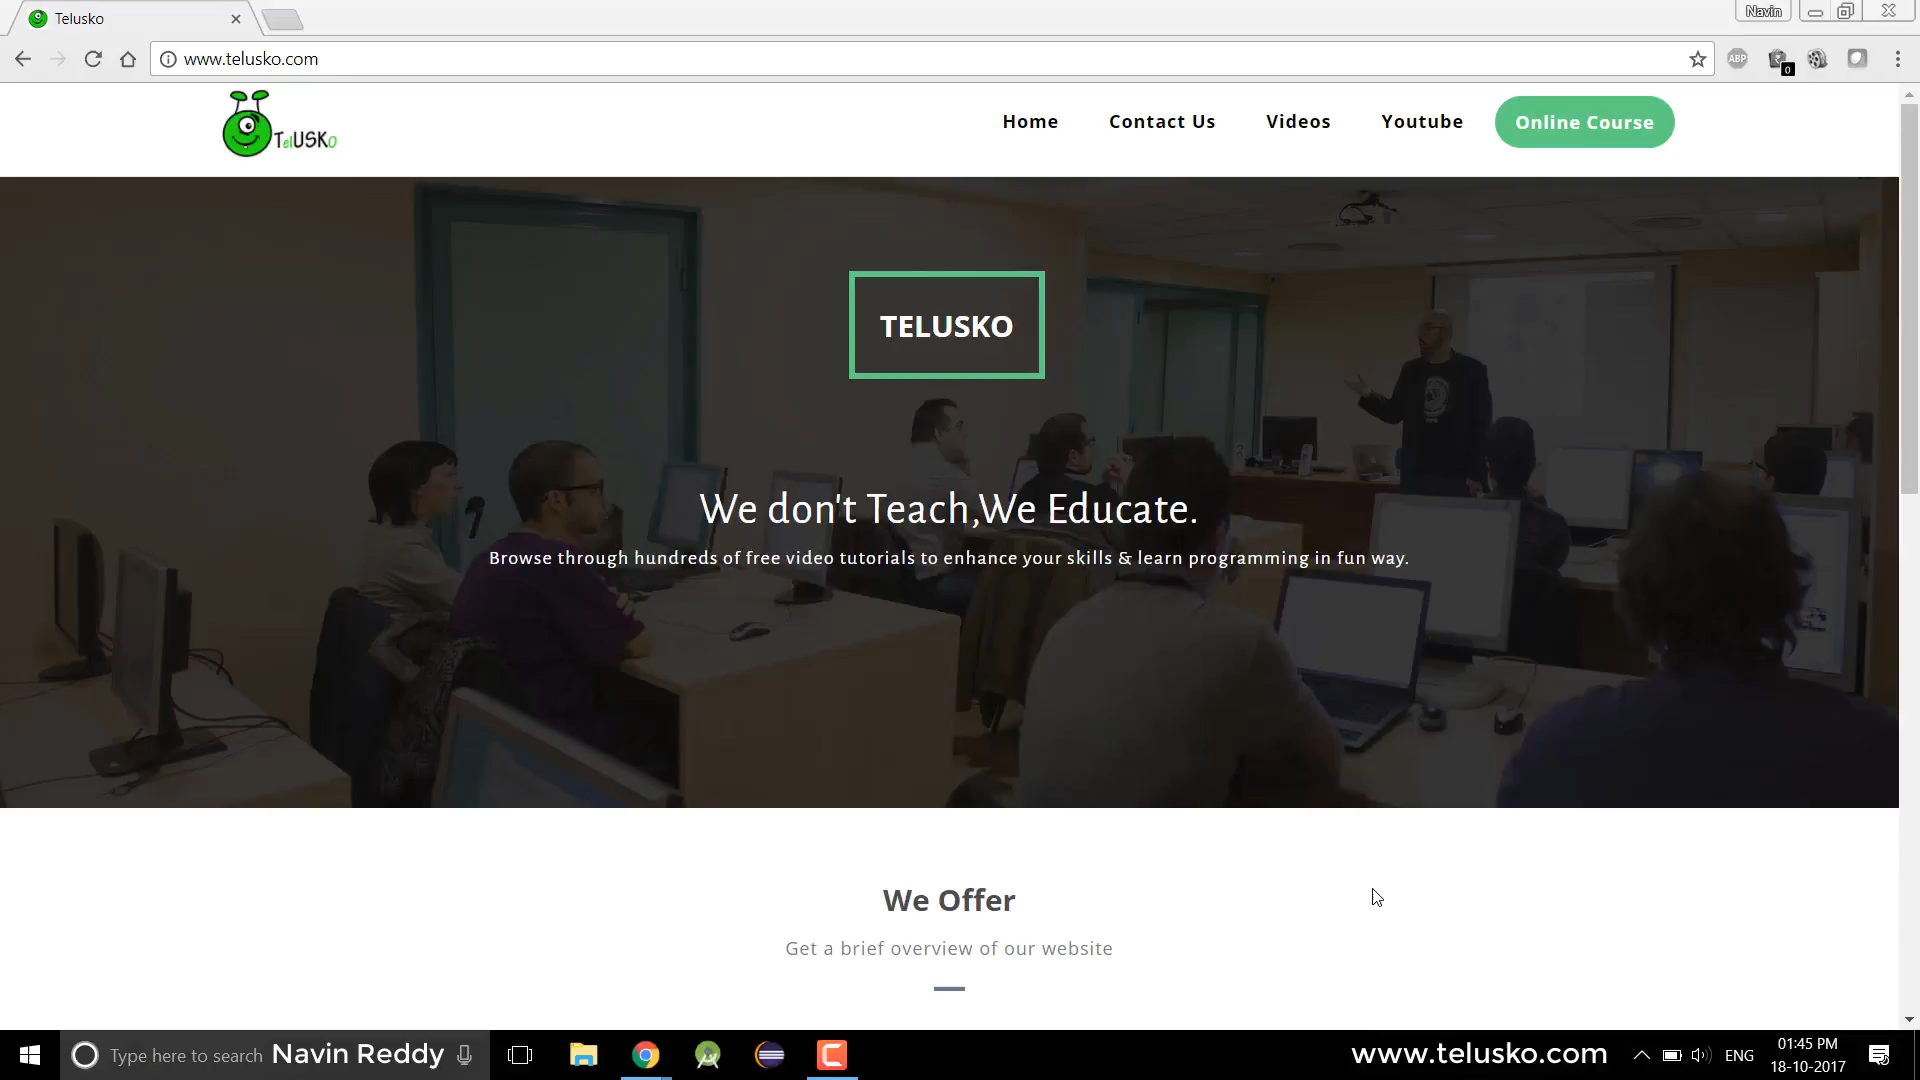 Telusko
Navin
www.telusko.com
ABP
0
TelUSKo
Home
Contact Us
Videos
Youtube
Online Course
TELUSKO
We don't Teach,We Educate.
Browse through hundreds of free video tutorials to enhance your skills & learn programming in fun way.
We Offer
Get a brief overview of our website
Type here to search
Navin Reddy
www.telusko.com
ENG
01:45 PM
18-10-2017